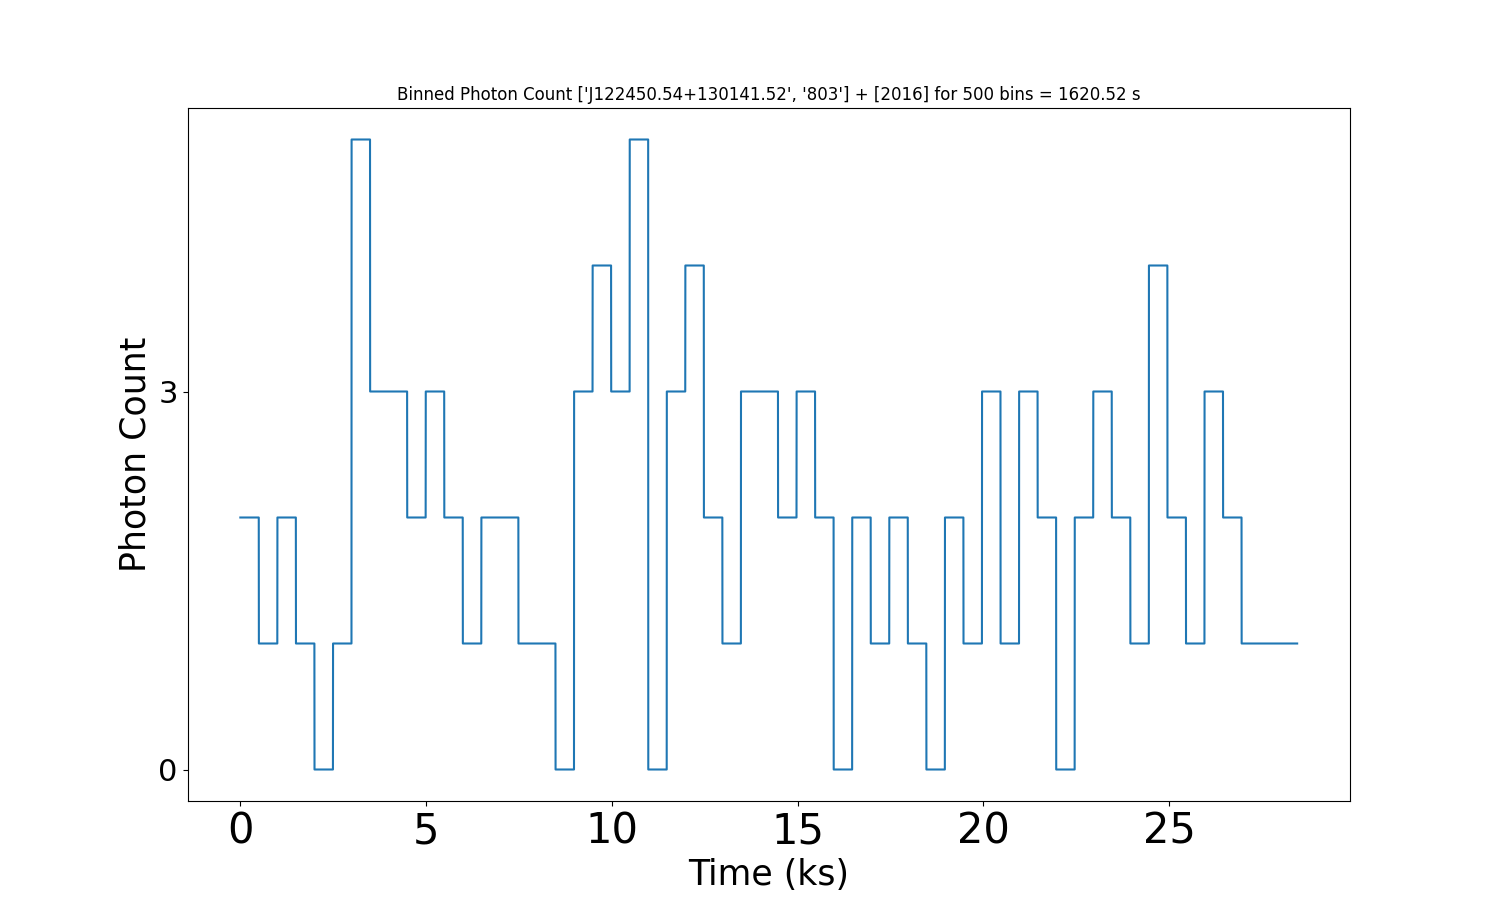 Binned Photon Count ['J122450.54+130141.52', '803'] + [2016] for 500 bins = 1620.52 s
Photon Count
3
0
0 5 10 15 20 25
Time (ks)